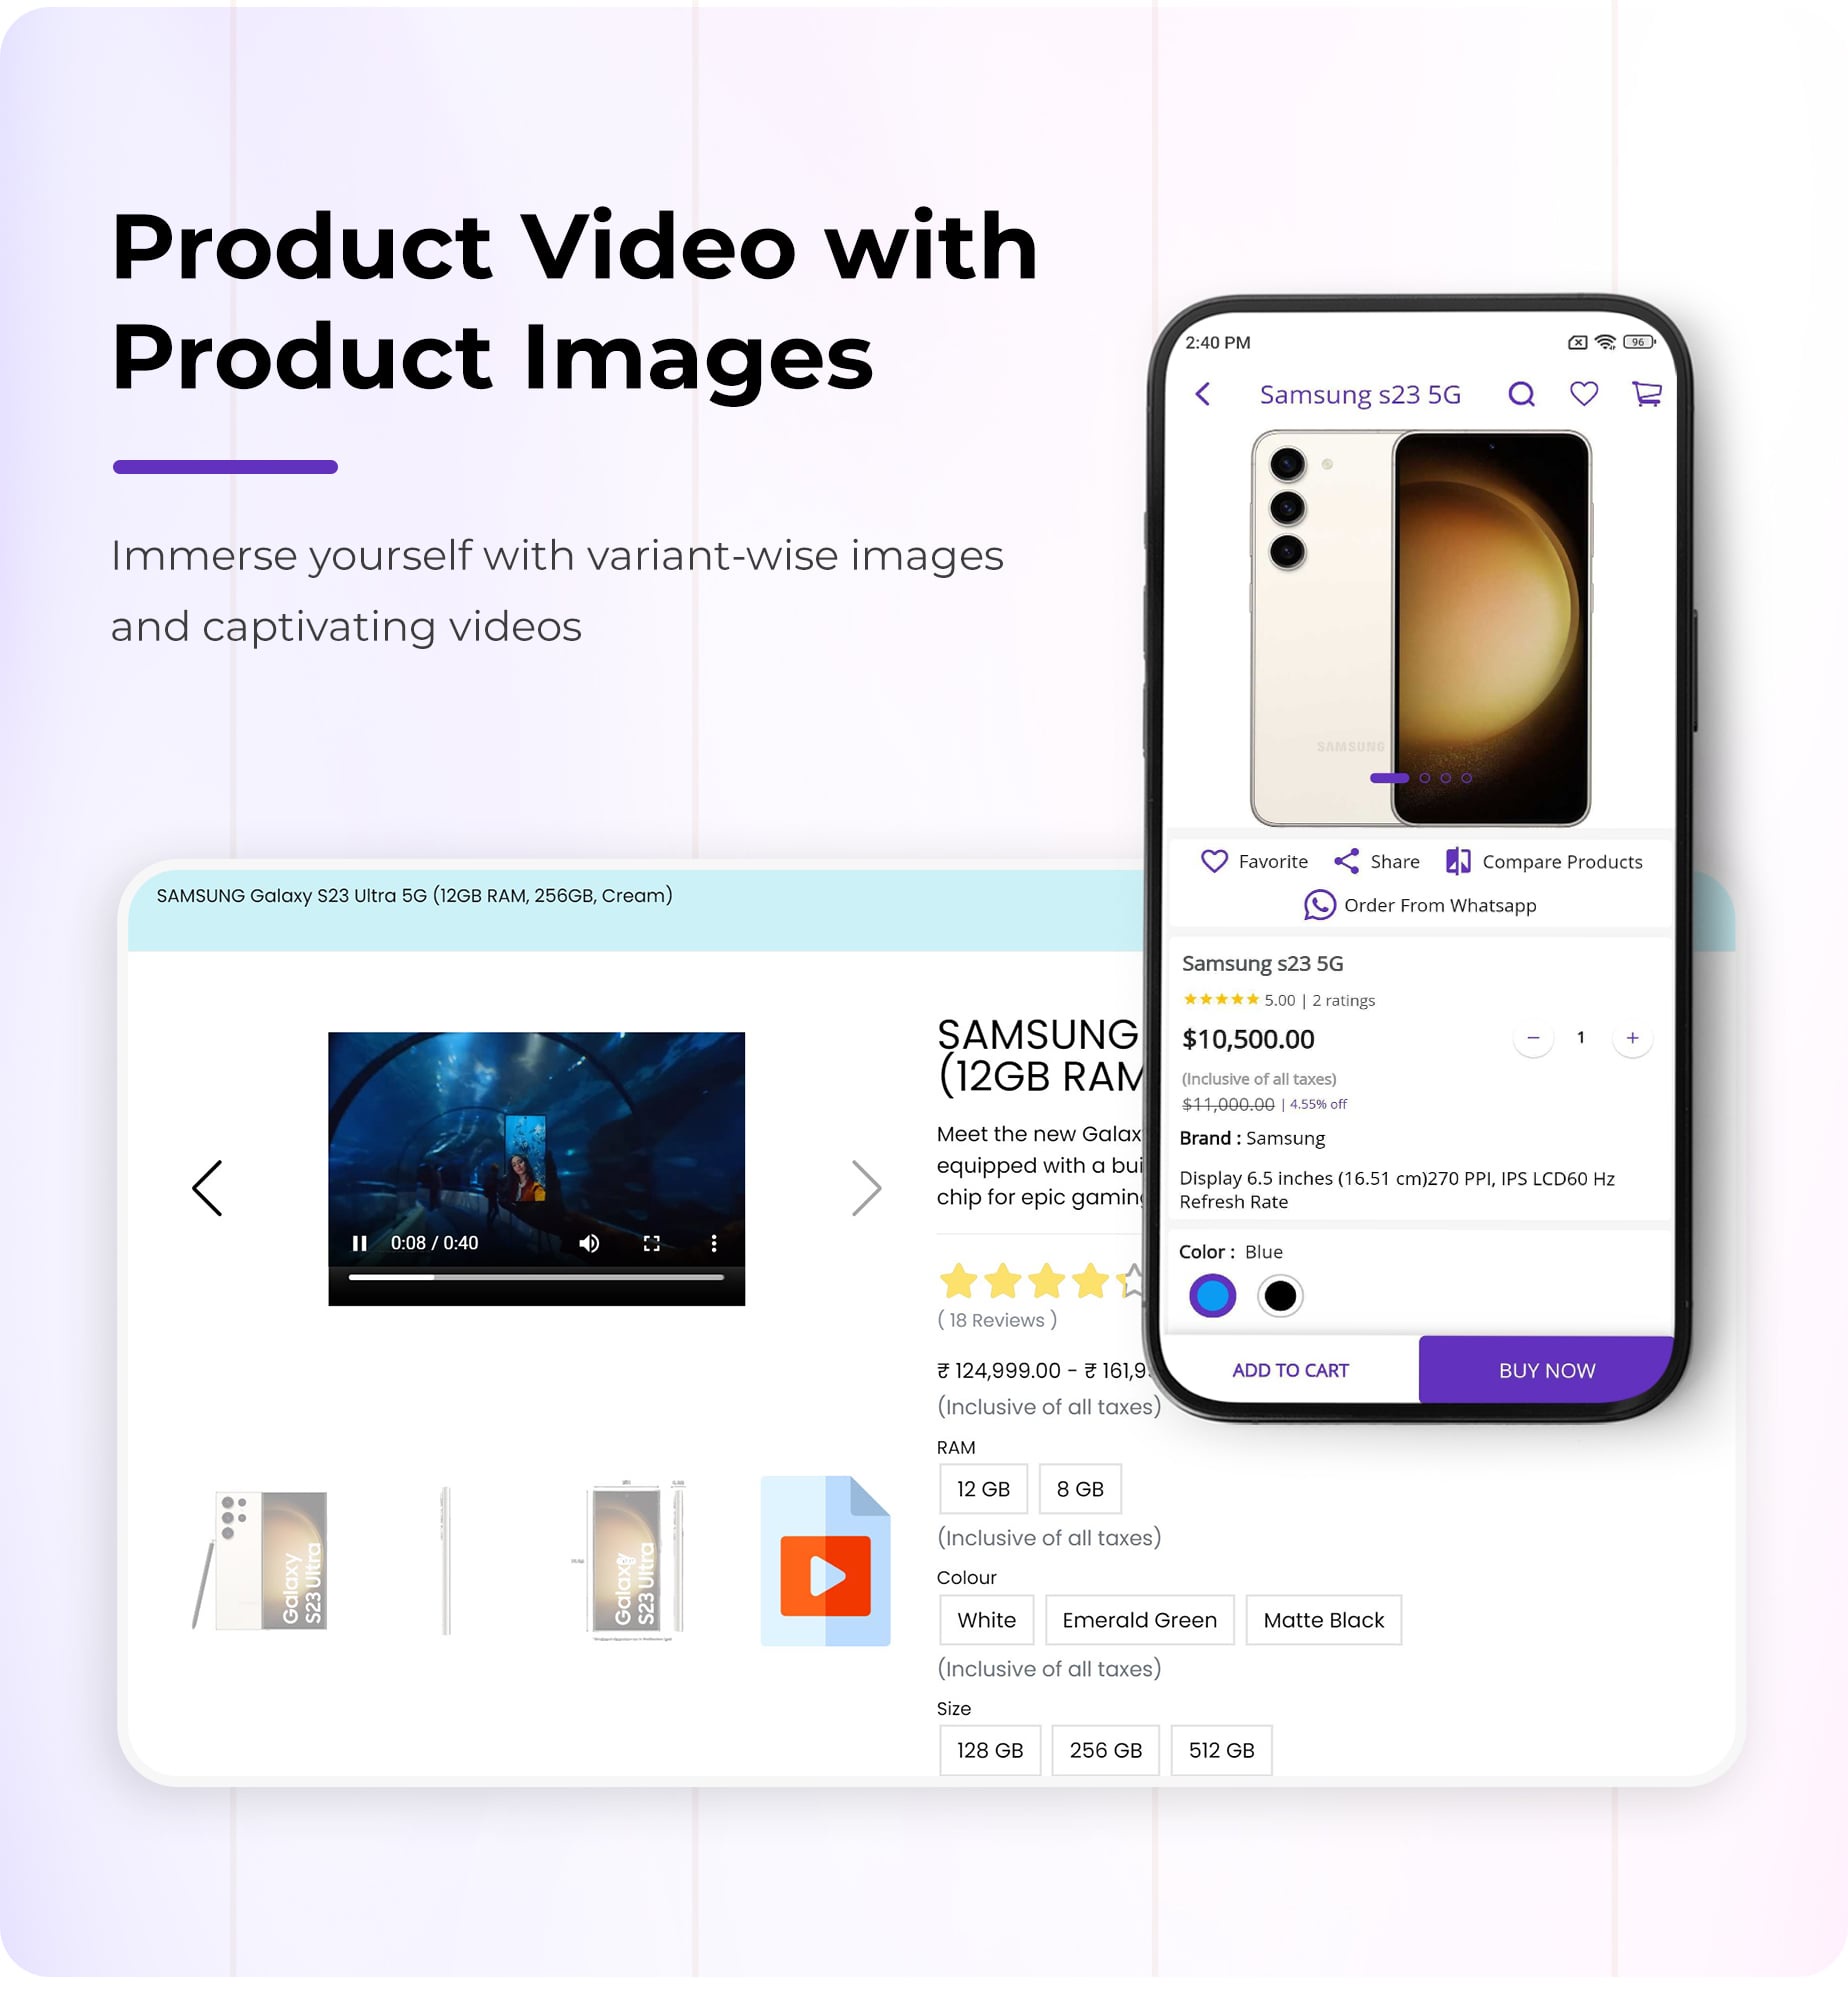 Product Video with
Product Images
Immerse yourself with variant-wise images
and captivating videos
2:40 PM
96
Samsung s23 5G
SAMSUNG
Favorite
Share
Compare Products
Order From Whatsapp
Samsung s23 5G
5.00 | 2 ratings
$10,500.00
1
(Inclusive of all taxes)
$11,000.00 | 4.55% off
Brand : Samsung
Display 6.5 inches (16.51 cm)270 PPI, IPS LCD60 Hz
Refresh Rate
Color : Blue
ADD TO CART
BUY NOW
SAMSUNG Galaxy S23 Ultra 5G (12GB RAM, 256GB, Cream)
0:08 / 0:40
Galaxy
S23 Ultra
Galaxy
S23 Ultra
SAMSUNG
(12GB RAM
Meet the new Galax
equipped with a bui
chip for epic gaming
( 18 Reviews )
₹ 124,999.00 - ₹ 161,9
(Inclusive of all taxes)
RAM
12 GB
8 GB
(Inclusive of all taxes)
Colour
White
Emerald Green
Matte Black
(Inclusive of all taxes)
Size
128 GB
256 GB
512 GB